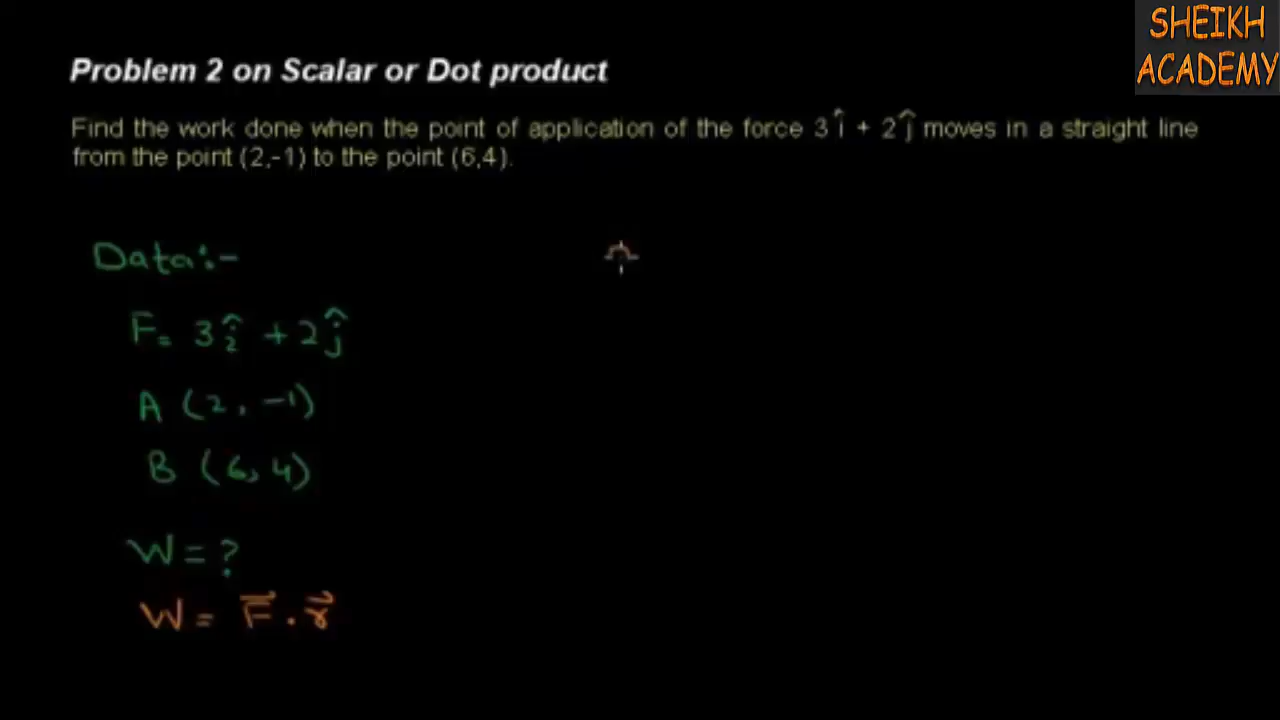 SHEIKH
ACADEMY
Problem 2 on Scalar or Dot product
Find the work done when the point of application of the force 3 î + 2 ĵ moves in a straight line
from the point (2,-1) to the point (6,4).
Data:-
F= 3î + 2ĵ
A (2, -1)
B (6, 4)
W = ?
W = F⃗ . r⃗